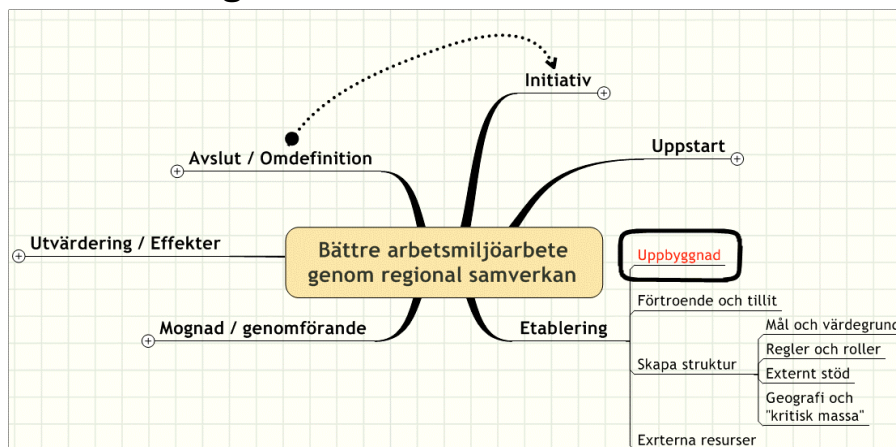 Initiativ
Uppstart
Avslut / Omdefinition
Utvärdering / Effekter
Bättre arbetsmiljöarbete
genom regional samverkan
Uppbyggnad
Förtroende och tillit
Mognad / genomförande
Etablering
Mål och värdegrund
Regler och roller
Skapa struktur
Externt stöd
Geografi och
"kritisk massa"
Exrterna resurser